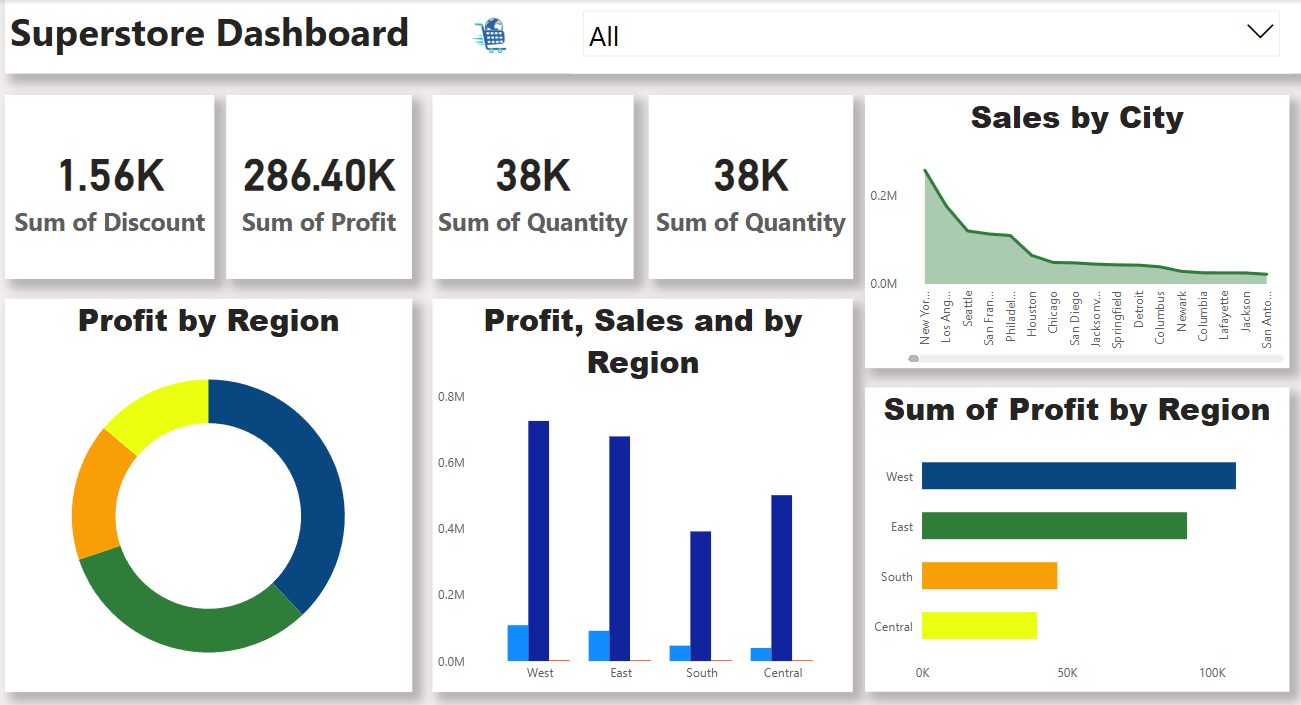 Superstore Dashboard
All
1.56K
Sum of Discount
286.40K
Sum of Profit
38K
Sum of Quantity
38K
Sum of Quantity
Sales by City
0.2M
0.0M
New Yor...
Los Ang...
Seattle
San Fran...
Philadel...
Houston
Chicago
San Diego
Jacksonv...
Springfield
Detroit
Columbus
Newark
Columbia
Lafayette
Jackson
San Anto...
Profit by Region
Profit, Sales and by
Region
0.8M
0.6M
0.4M
0.2M
0.0M
West
East
South
Central
Sum of Profit by Region
West
East
South
Central
0K
50K
100K